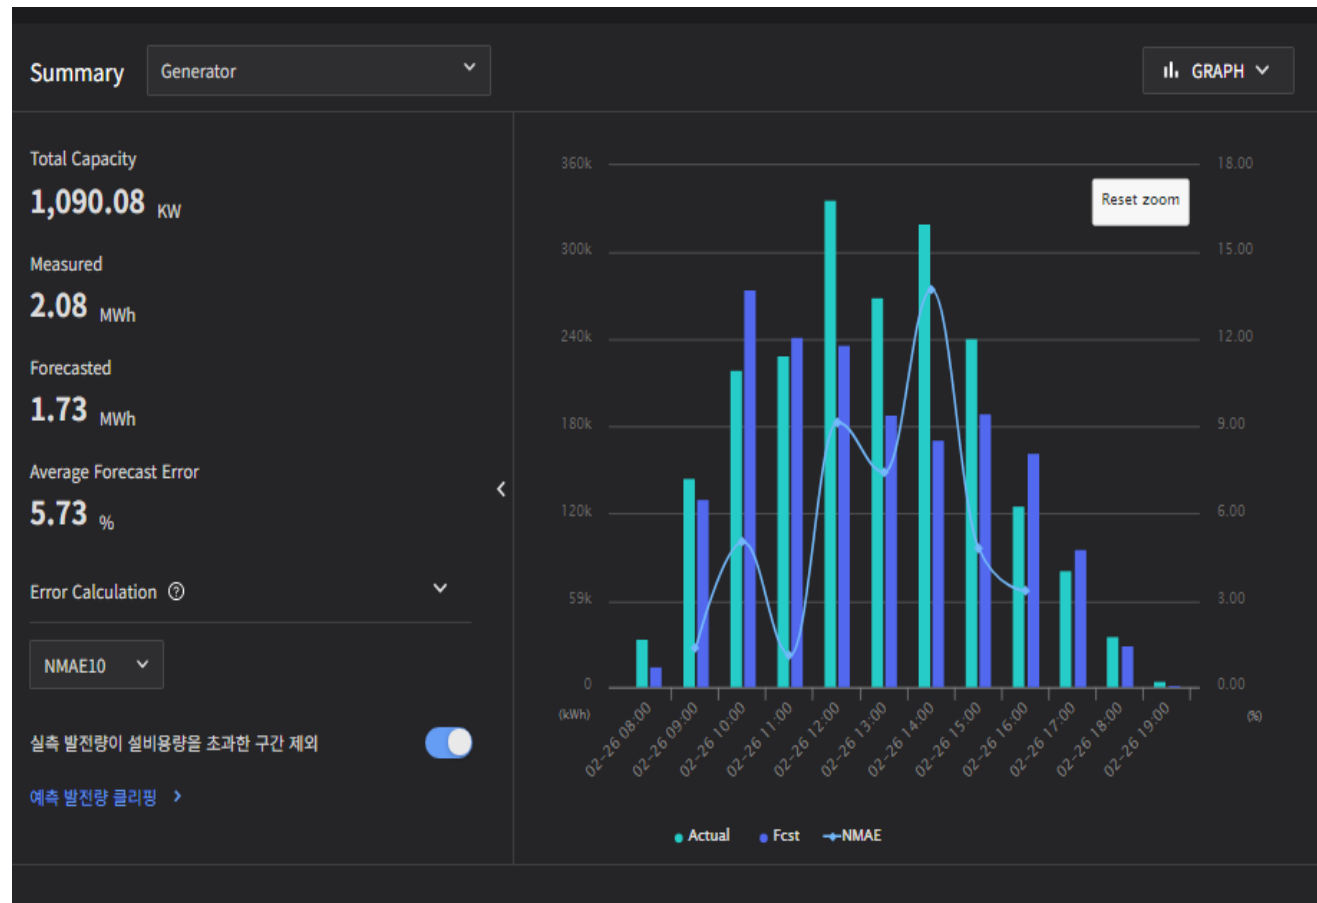 Summary
Generator
GRAPH
Total Capacity
1,090.08 KW
Measured
2.08 MWh
Forecasted
1.73 MWh
Average Forecast Error
5.73 %
Error Calculation ?
NMAE10
실측 발전량이 설비용량을 초과한 구간 제외
예측 발전량 클리핑
Reset zoom
360k
300k
240k
180k
120k
59k
0
(kWh)
18.00
15.00
12.00
9.00
6.00
3.00
0.00
(%)
02-26 08:00
02-26 09:00
02-26 10:00
02-26 11:00
02-26 12:00
02-26 13:00
02-26 14:00
02-26 15:00
02-26 16:00
02-26 17:00
02-26 18:00
02-26 19:00
Actual
Fcst
NMAE